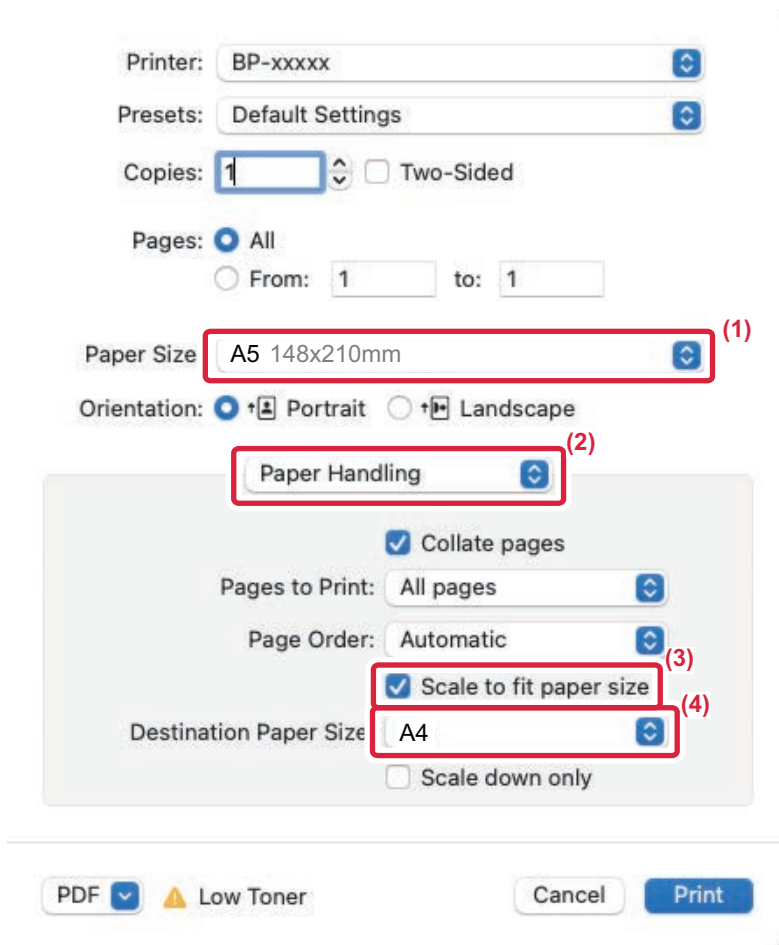 Printer: BP-xxxxx
Presets: Default Settings
Copies: 1 Two-Sided
Pages: All
From: 1 to: 1
(1)
Paper Size A5 148x210mm
Orientation: Portrait Landscape
(2)
Paper Handling
Collate pages
Pages to Print: All pages
Page Order: Automatic
(3)
Scale to fit paper size
(4)
Destination Paper Size A4
Scale down only
PDF Low Toner Cancel Print